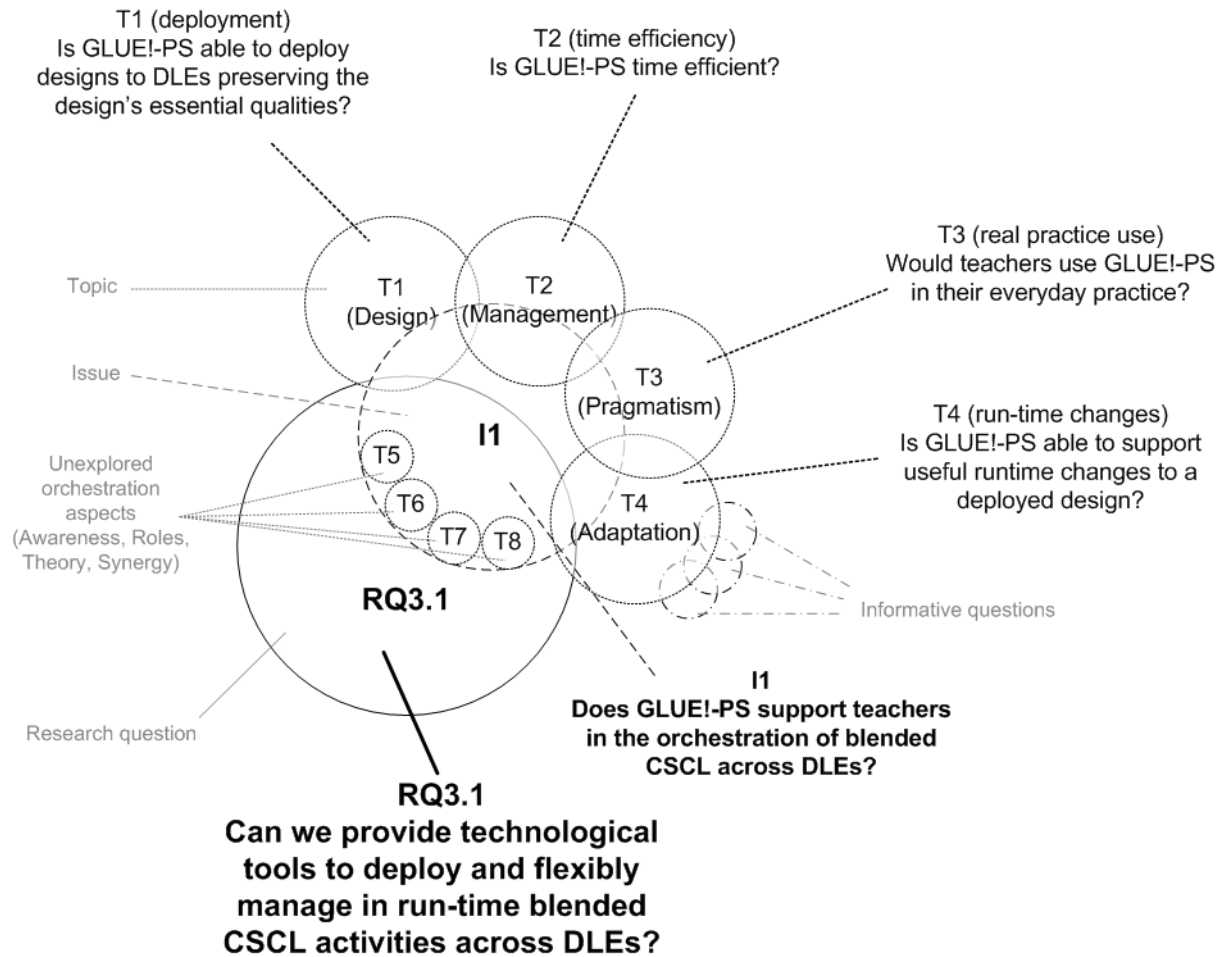 T1 (deployment)
Is GLUE!-PS able to deploy
designs to DLEs preserving the
design's essential qualities?
T2 (time efficiency)
Is GLUE!-PS time efficient?
T3 (real practice use)
Would teachers use GLUE!-PS
in their everyday practice?
Topic
T1
(Design)
T2
(Management)
Issue
T3
(Pragmatism)
T4 (run-time changes)
Is GLUE!-PS able to support
useful runtime changes to a
deployed design?
I1
Unexplored
orchestration
aspects
(Awareness, Roles,
Theory, Synergy)
T5
T6
T7
T8
T4
(Adaptation)
RQ3.1
Informative questions
Research question
I1
Does GLUE!-PS support teachers
in the orchestration of blended
CSCL across DLEs?
RQ3.1
Can we provide technological
tools to deploy and flexibly
manage in run-time blended
CSCL activities across DLEs?